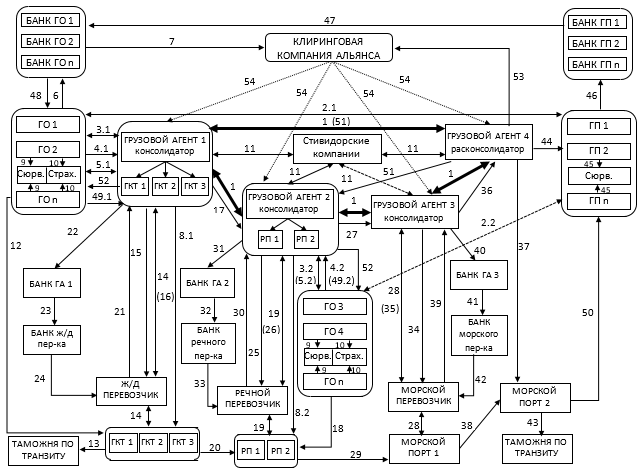 БАНК ГО 1
47
БАНК ГП 1
БАНК ГО 2
7
КЛИРИНГОВАЯ
КОМПАНИЯ АЛЬЯНСА
БАНК ГП 2
БАНК ГО n
БАНК ГП n
54
54
54
54
53
48
6
46
2.1
1 (51)
ГО 1
3.1
ГРУЗОВОЙ АГЕНТ 1
консолидатор
Стивидорские
компании
ГРУЗОВОЙ АГЕНТ 4
расконсолидатор
ГП 1
ГО 2
4.1
11
11
44
ГП 2
9
10
5.1
45
Сюрв.
Страх.
52
ГКТ 1
ГКТ 2
ГКТ 3
11
51
11
1
1
36
Сюрв.
9
10
45
ГО n
49.1
ГРУЗОВОЙ АГЕНТ 2
консолидатор
1
ГРУЗОВОЙ АГЕНТ 3
консолидатор
ГП n
12
22
15
8.1
17
РП 1
РП 2
27
2.2
31
14
(16)
3.2
(5.2)
4.2
(49.2)
52
28
(35)
40
37
БАНК ГА 1
БАНК ГА 2
БАНК ГА 3
39
23
21
32
30
19
(26)
ГО 3
34
41
50
БАНК Ж/Д
пер-ка
БАНК
речного
пер-ка
ГО 4
БАНК
морского
пер-ка
25
9
10
Сюрв.
Страх.
24
33
9
10
42
Ж/Д
ПЕРЕВОЗЧИК
РЕЧНОЙ
ПЕРЕВОЗЧИК
ГО n
МОРСКОЙ
ПЕРЕВОЗЧИК
МОРСКОЙ
ПОРТ 2
14
19
8.2
18
28
38
43
ТАМОЖНЯ ПО
ТРАНЗИТУ
13
ГКТ 1
ГКТ 2
ГКТ 3
20
РП 1
РП 2
29
МОРСКОЙ
ПОРТ 1
ТАМОЖНЯ ПО
ТРАНЗИТУ